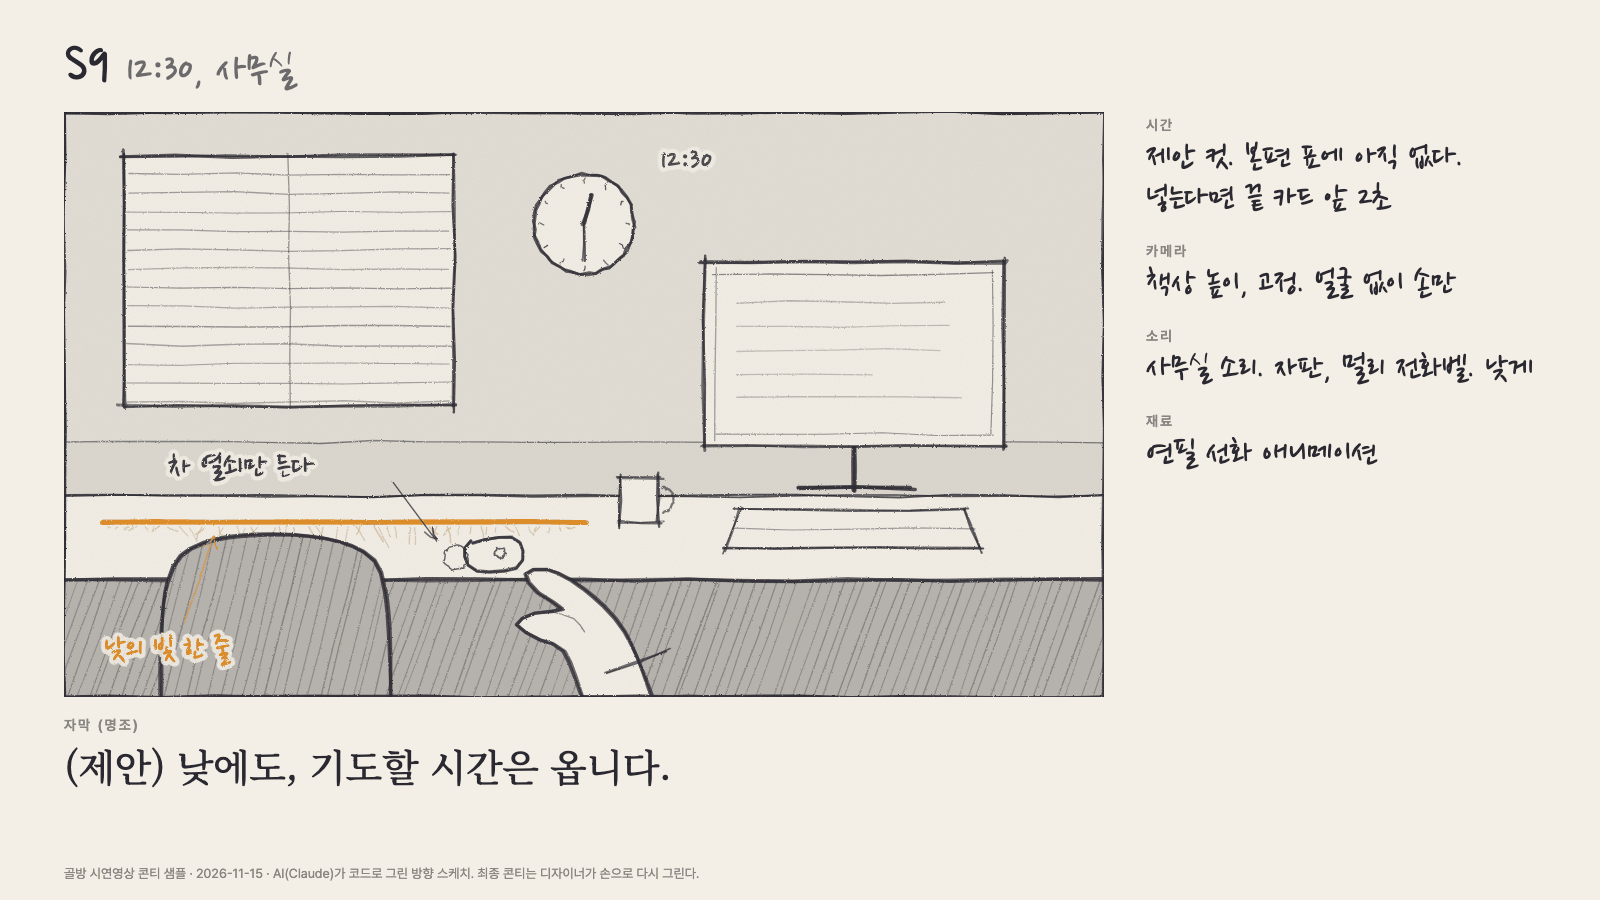 S9 12:30, 사무실
12:30
차 열쇠만 든다
낮의 빛 한 줄
시간
제안 컷. 본편 표에 아직 없다.
넣는다면 끝 카드 앞 2초
카메라
책상 높이, 고정. 얼굴 없이 손만
소리
사무실 소리. 자판, 멀리 전화벨. 낮게
재료
연필 선화 애니메이션
자막 (명조)
(제안) 낮에도, 기도할 시간은 옵니다.
골방 시연영상 콘티 샘플 · 2026-11-15 · AI(Claude)가 코드로 그린 방향 스케치. 최종 콘티는 디자이너가 손으로 다시 그린다.